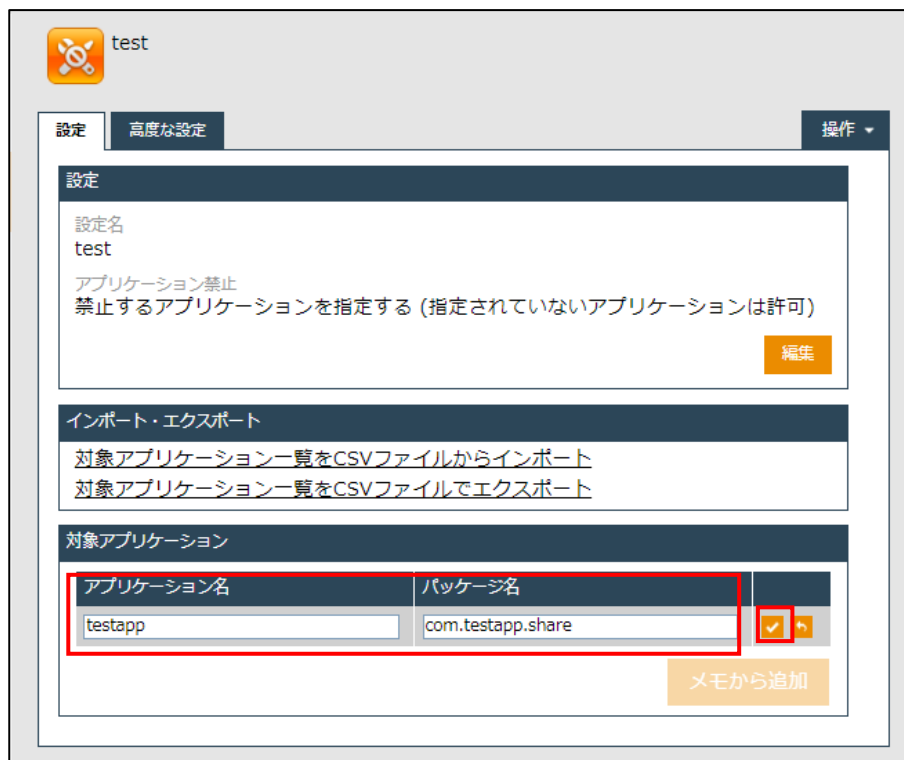 test
設定 高度な設定 操作
設定
設定名
test
アプリケーション禁止
禁止するアプリケーションを指定する (指定されていないアプリケーションは許可)
編集
インポート・エクスポート
対象アプリケーション一覧をCSVファイルからインポート
対象アプリケーション一覧をCSVファイルでエクスポート
対象アプリケーション
アプリケーション名 パッケージ名
testapp com.testapp.share
メモから追加